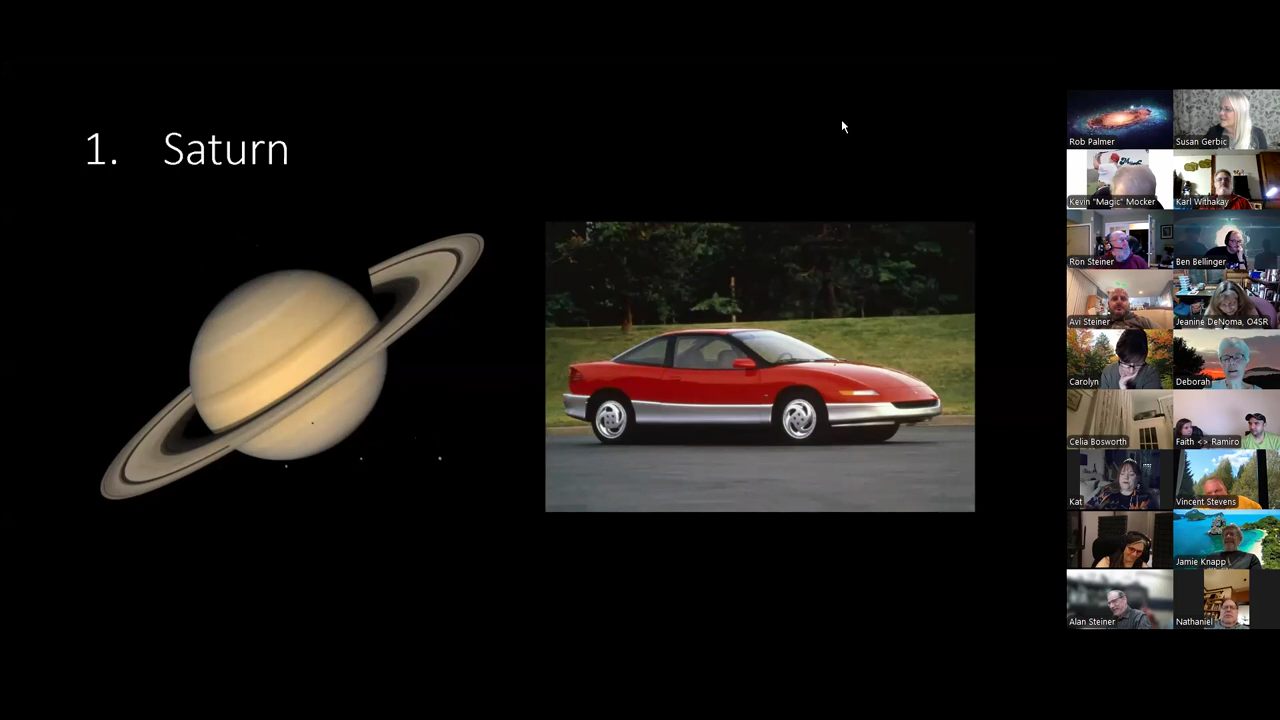 1. Saturn
Rob Palmer
Susan Gerbic
Kevin "Magic" Mocker
Karl Withakay
Ron Steiner
Ben Bellinger
Avi Steiner
Jeanine DeNoma, O4SR
Carolyn
Deborah
Celia Bosworth
Faith <> Ramiro
Kat
Vincent Stevens
Jamie Knapp
Alan Steiner
Nathaniel